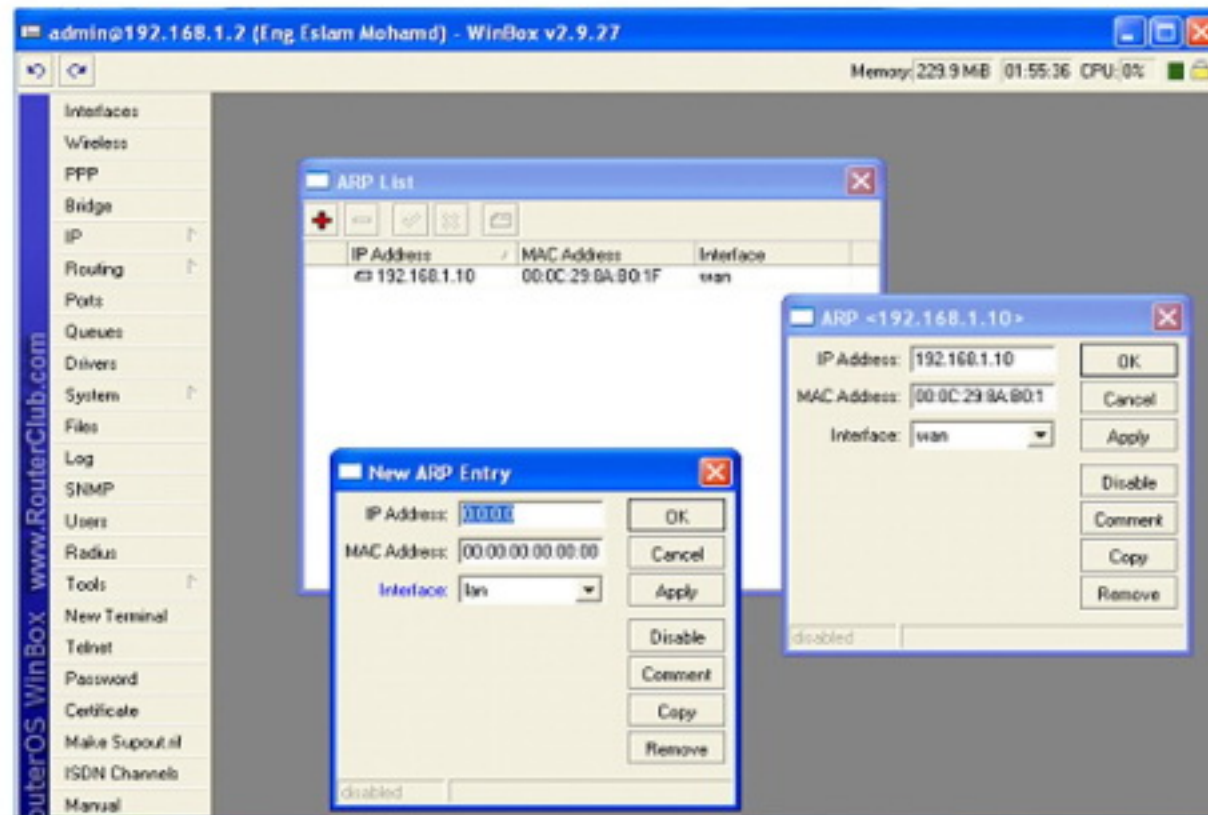 admin@192.168.1.2 (Eng Eslam Mohamd) - WinBox v2.9.27
Memory: 229.9 MiB 01:55:36 CPU: 0%
Interfaces
Wireless
PPP
Bridge
IP
Routing
Ports
Queues
Drivers
System
Files
Log
SNMP
Users
Radius
Tools
New Terminal
Telnet
Password
Certificate
Make Supout.rif
ISDN Channels
Manual
outerOS WinBox www.RouterClub.com
ARP List
IP Address / MAC Address Interface
192.168.1.10 00:0C:29:8A:B0:1F wan
ARP <192.168.1.10>
IP Address: 192.168.1.10 OK
MAC Address: 00:0C:29:8A:B0:1 Cancel
Interface: wan Apply
Disable
Comment
Copy
Remove
disabled
New ARP Entry
IP Address: 0.0.0.0 OK
MAC Address: 00:00:00:00:00:00 Cancel
Interface: lan Apply
Disable
Comment
Copy
Remove
disabled